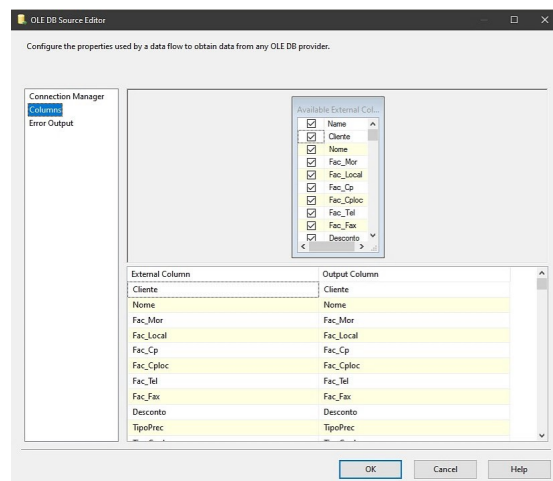 OLE DB Source Editor
Configure the properties used by a data flow to obtain data from any OLE DB provider.
Connection Manager
Columns
Error Output
Available External Col...
Name
Cliente
Nome
Fac_Mor
Fac_Local
Fac_Cp
Fac_Cploc
Fac_Tel
Fac_Fax
Desconto
External Column Output Column
Cliente Cliente
Nome Nome
Fac_Mor Fac_Mor
Fac_Local Fac_Local
Fac_Cp Fac_Cp
Fac_Cploc Fac_Cploc
Fac_Tel Fac_Tel
Fac_Fax Fac_Fax
Desconto Desconto
TipoPrec TipoPrec
OK Cancel Help